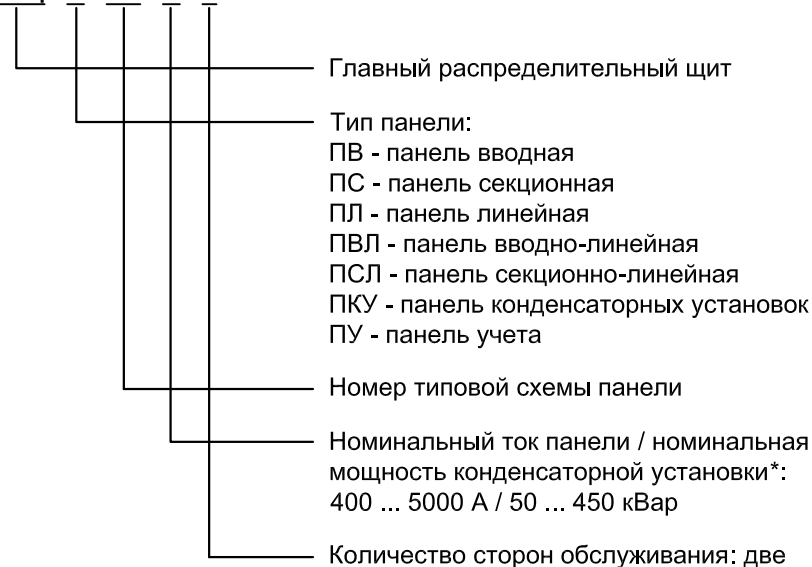 Главный распределительный щит
Тип панели:
ПВ - панель вводная
ПС - панель секционная
ПЛ - панель линейная
ПВЛ - панель вводно-линейная
ПСЛ - панель секционно-линейная
ПКУ - панель конденсаторных установок
ПУ - панель учета
Номер типовой схемы панели
Номинальный ток панели / номинальная
мощность конденсаторной установки*:
400 ... 5000 А / 50 ... 450 кВар
Количество сторон обслуживания: две